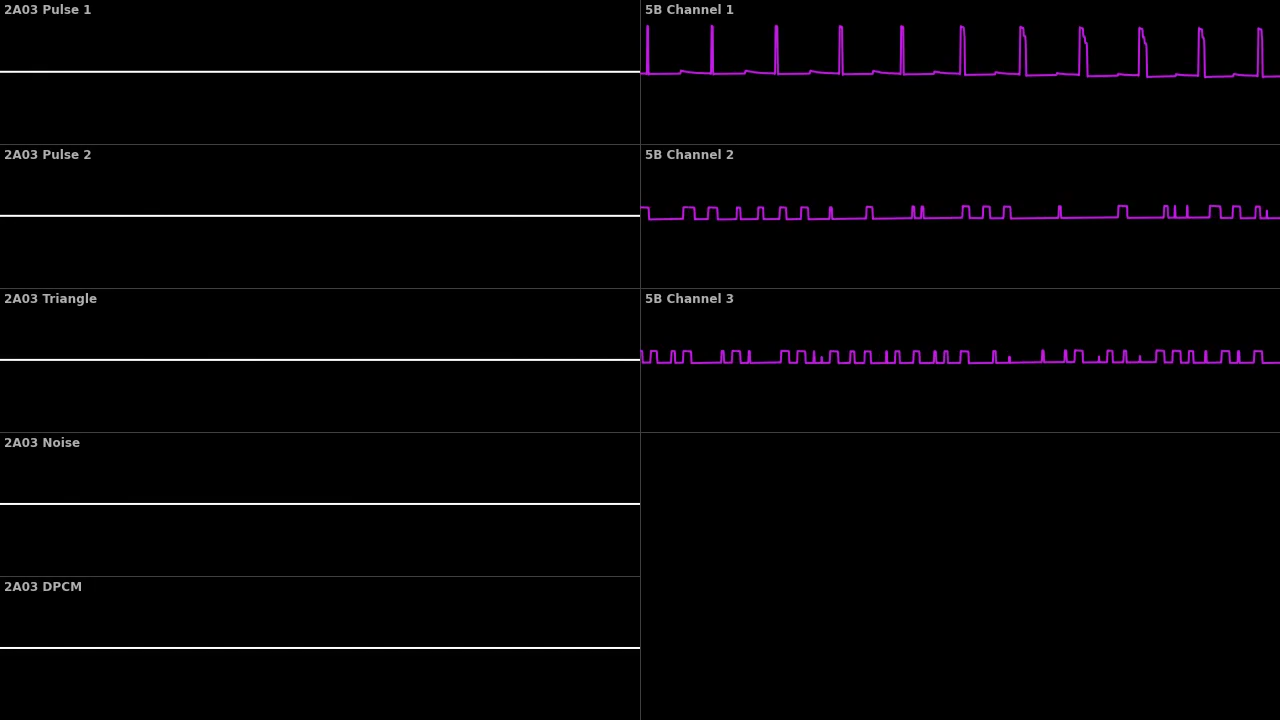 2A03 Pulse 1
5B Channel 1
2A03 Pulse 2
5B Channel 2
2A03 Triangle
5B Channel 3
2A03 Noise
2A03 DPCM